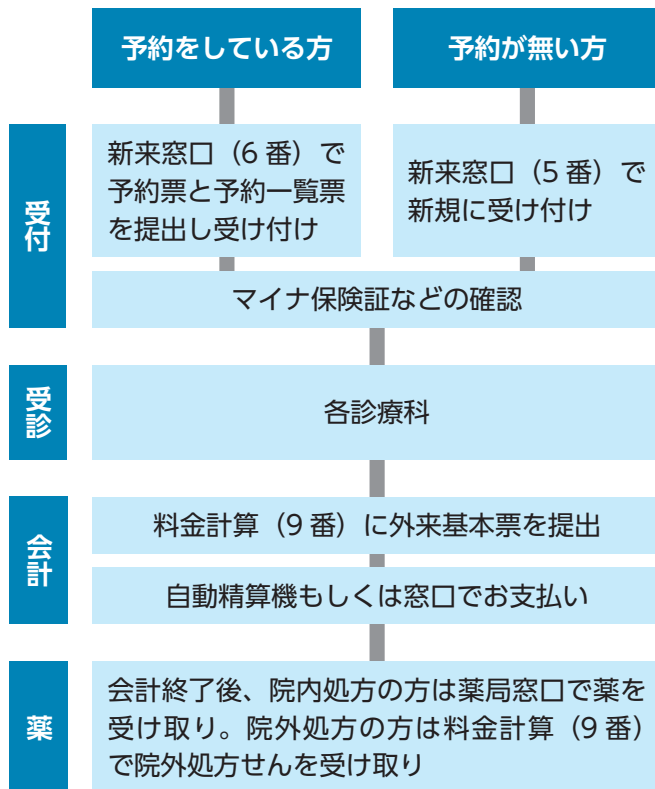 予約をしている方
予約が無い方
受付
新来窓口（6番）で
予約票と予約一覧票
を提出し受け付け
新来窓口（5番）で
新規に受け付け
マイナ保険証などの確認
受診
各診療科
会計
料金計算（9番）に外来基本票を提出
自動精算機もしくは窓口でお支払い
薬
会計終了後、院内処方の方は薬局窓口で薬を
受け取り。院外処方の方は料金計算（9番）
で院外処方せんを受け取り